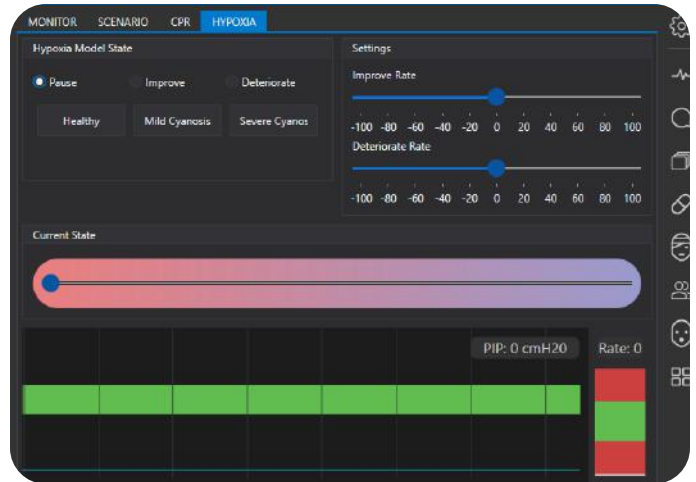 MONITOR SCENARIO CPR HYPOXIA
Hypoxia Model State
Pause Improve Deteriorate
Healthy Mild Cyanosis Severe Cyanos
Settings
Improve Rate
-100 -80 -60 -40 -20 0 20 40 60 80 100
Deteriorate Rate
-100 -80 -60 -40 -20 0 20 40 60 80 100
Current State
PIP: 0 cmH20 Rate: 0